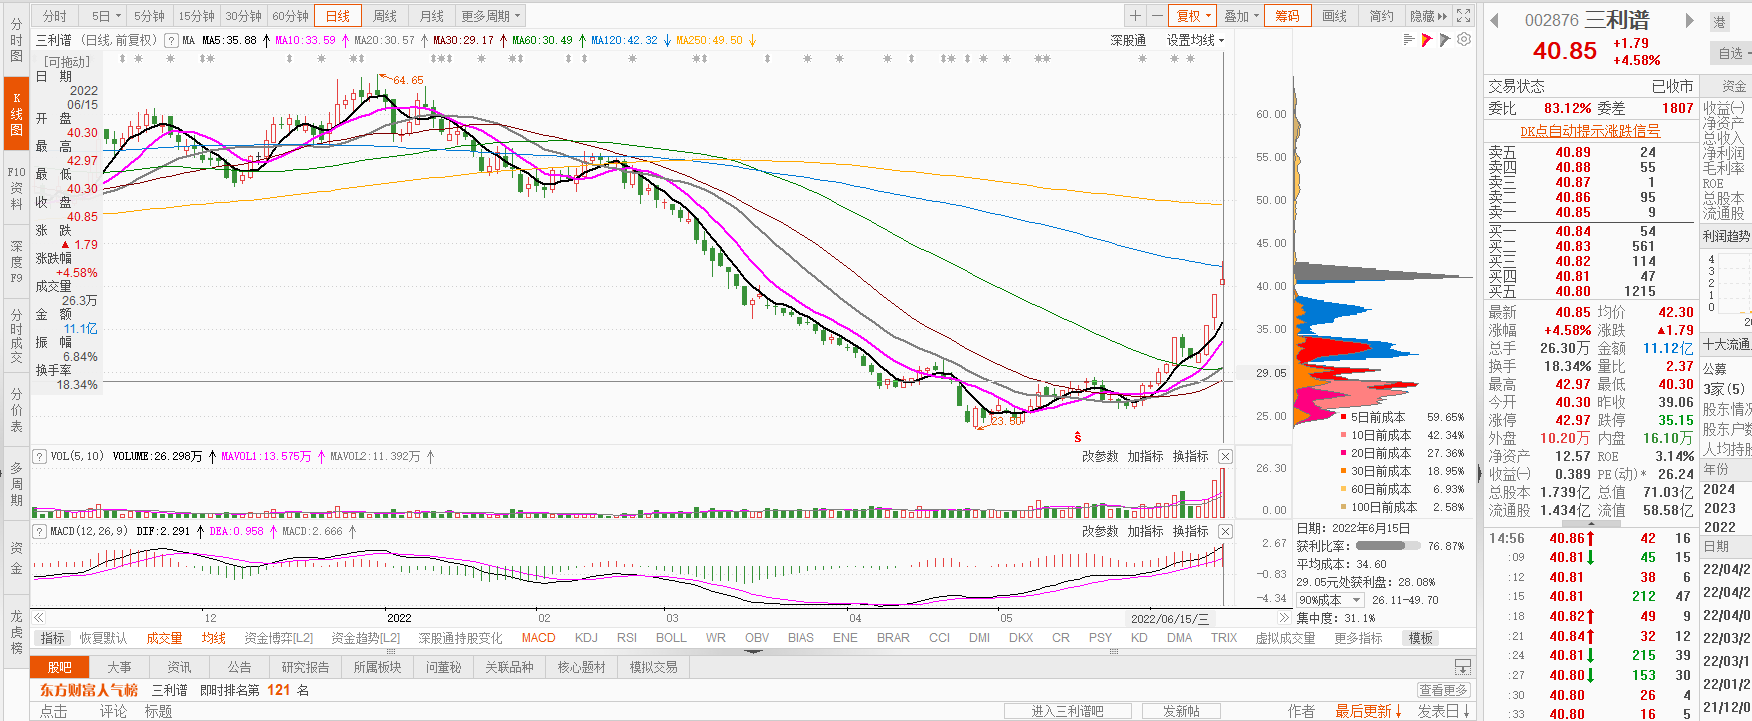 分时 5日 5分钟 15分钟 30分钟 60分钟 日线 周线 月线 更多周期
复权 叠加 筹码 画线 简约 隐藏
002876 三利谱 港
40.85 +1.79 +4.58% 自选
三利谱 (日线,前复权) ? MA MA5:35.88 MA10:33.59 MA20:30.57 MA30:29.17 MA60:30.49 MA120:42.32 MA250:49.50
深股通 设置均线
分时图
K线图
F10资料
深度F9
分时成交
分价表
多周期
资金
龙虎榜
[可拖动]
日 期
2022
06/15
开 盘
40.30
最 高
42.97
最 低
40.30
收 盘
40.85
涨 跌
▲ 1.79
涨跌幅
+4.58%
成交量
26.3万
金 额
11.1亿
振 幅
6.84%
换手率
18.34%
64.65
23.50
S
60.00
55.00
50.00
45.00
40.00
35.00
29.05
25.00
? VOL(5,10) VOLUME:26.298万 MAVOL1:13.575万 MAVOL2:11.392万
改参数 加指标 换指标
26.30
0.00
? MACD(12,26,9) DIF:2.291 DEA:0.958 MACD:2.666
改参数 加指标 换指标
2.67
-0.83
-4.34
12 2022 02 03 04 05 2022/06/15/三
指标 恢复默认 成交量 均线 资金博弈[L2] 资金趋势[L2] 深股通持股变化 MACD KDJ RSI BOLL WR OBV BIAS ENE BRAR CCI DMI DKX CR PSY KD DMA TRIX 虚拟成交量 更多指标 模板
股吧 大事 资讯 公告 研究报告 所属板块 问董秘 关联品种 核心题材 模拟交易
东方财富人气榜 三利谱 即时排名第 121 名
查看更多
点击 评论 标题
进入三利谱吧 发新帖 作者 最后更新 发表日
5日前成本 59.65%
10日前成本 42.34%
20日前成本 27.36%
30日前成本 18.95%
60日前成本 6.93%
100日前成本 2.58%
日期: 2022年6月15日
获利比率: 76.87%
平均成本: 34.60
29.05元处获利盘: 28.08%
90%成本 26.11-49.70
集中度: 31.1%
交易状态 已收市
委比 83.12% 委差 1807
DK点自动提示涨跌信号
卖五 40.89 24
卖四 40.88 55
卖三 40.87 1
卖二 40.86 95
卖一 40.85 9
买一 40.84 54
买二 40.83 561
买三 40.82 114
买四 40.81 47
买五 40.80 1215
最新 40.85 均价 42.30
涨幅 +4.58% 涨跌 ▲1.79
总手 26.30万 金额 11.12亿
换手 18.34% 量比 2.37
最高 42.97 最低 40.30
今开 40.30 昨收 39.06
涨停 42.97 跌停 35.15
外盘 10.20万 内盘 16.10万
净资产 12.57 ROE 3.14%
收益㈠ 0.389 PE(动)* 26.24
总股本 1.739亿 总值 71.03亿
流通股 1.434亿 流值 58.58亿
14:56 40.86 42 16
:09 40.81 45 15
:12 40.81 38 6
:15 40.81 212 47
:18 40.82 49 9
:21 40.84 32 12
:24 40.81 215 39
:27 40.80 153 30
:30 40.80 26 4
:33 40.80 16 5
资金
收益㈠
净资产
总收入
净利润
毛利率
ROE
总股本
流通股
利润趋势
4
3
2
1
0
20
十大流通
公募
3家(5)
股东情况
股东户数
人均持股
年份
2024
2023
2022
日期
22/04/2
22/04/2
22/04/0
22/03/2
22/03/1
22/01/2
21/12/0